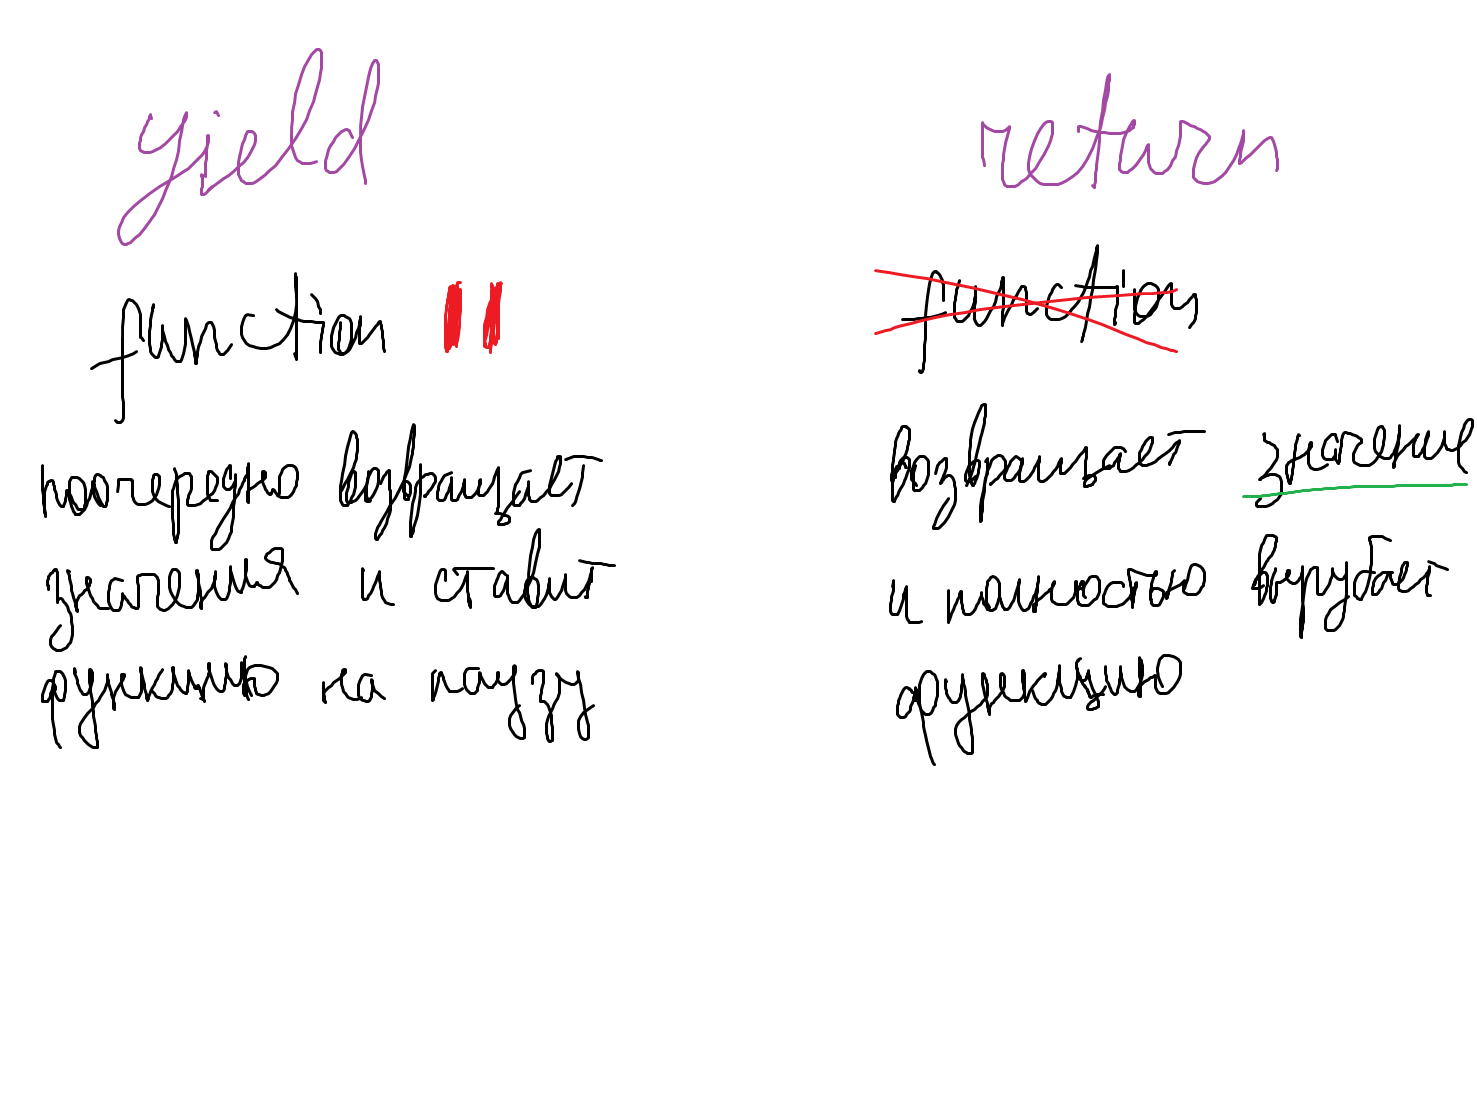 yield
function
поочередно возвращает
значения и ставит
функцию на паузу
return
function
возвращает значение
и полностью вырубает
функцию